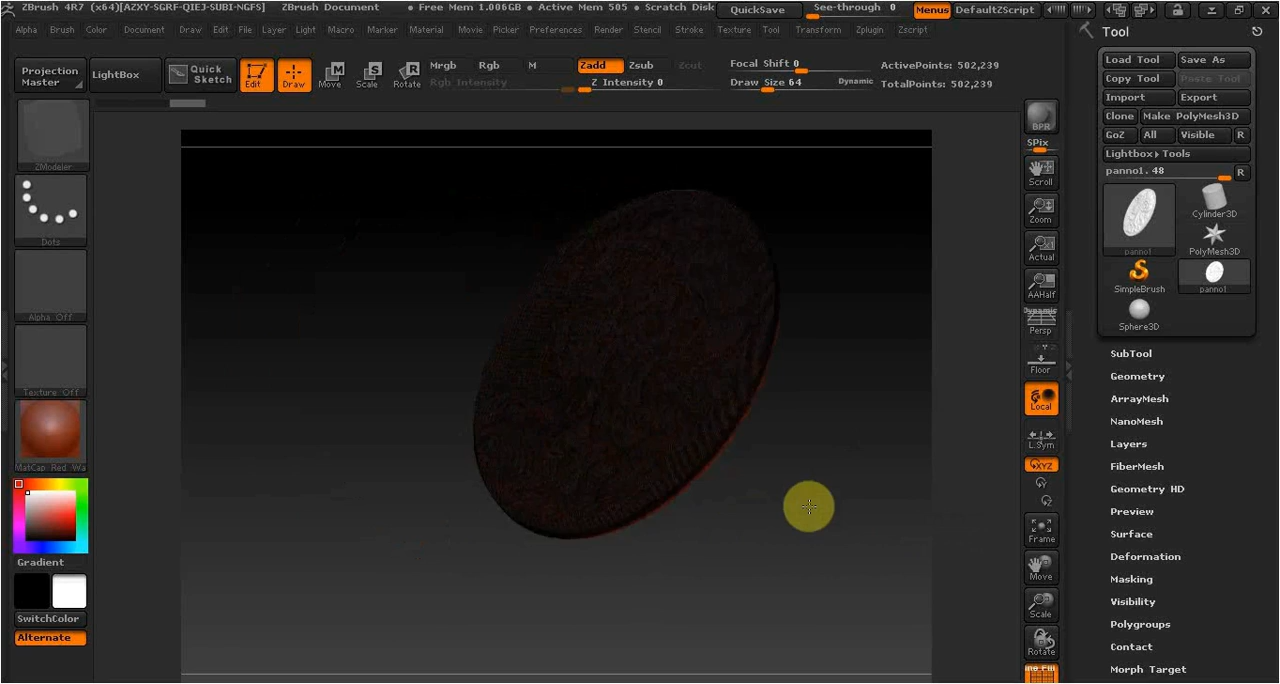 ZBrush 4R7 (x64)[AZXY-SGRF-QIEJ-SUBI-NGFS] ZBrush Document • Free Mem 1.006GB • Active Mem 505 • Scratch Disk QuickSave See-through 0 Menus DefaultZScript
Alpha Brush Color Document Draw Edit File Layer Light Macro Marker Material Movie Picker Preferences Render Stencil Stroke Texture Tool Transform Zplugin Zscript
Tool
Projection Master
LightBox
Quick Sketch
Edit
Draw
Move
Scale
Rotate
Mrgb Rgb M Zadd Zsub Zcut
Rgb Intensity Z Intensity 0
Focal Shift 0 ActivePoints: 502,239
Draw Size 64 Dynamic TotalPoints: 502,239
Load Tool Save As
Copy Tool Paste Tool
Import Export
Clone Make PolyMesh3D
GoZ All Visible R
Lightbox▸Tools
panno1. 48 R
panno1
Cylinder3D
PolyMesh3D
SimpleBrush
panno1
Sphere3D
SubTool
Geometry
ArrayMesh
NanoMesh
Layers
FiberMesh
Geometry HD
Preview
Surface
Deformation
Masking
Visibility
Polygroups
Contact
Morph Target
ZModeler
Dots
Alpha Off
Texture Off
MatCap Red Wa
Gradient
SwitchColor
Alternate
BPR
SPix
Scroll
Zoom
Actual
AAHalf
Dynamic
Persp
Floor
Local
L.Sym
XYZ
Frame
Move
Scale
Rotate